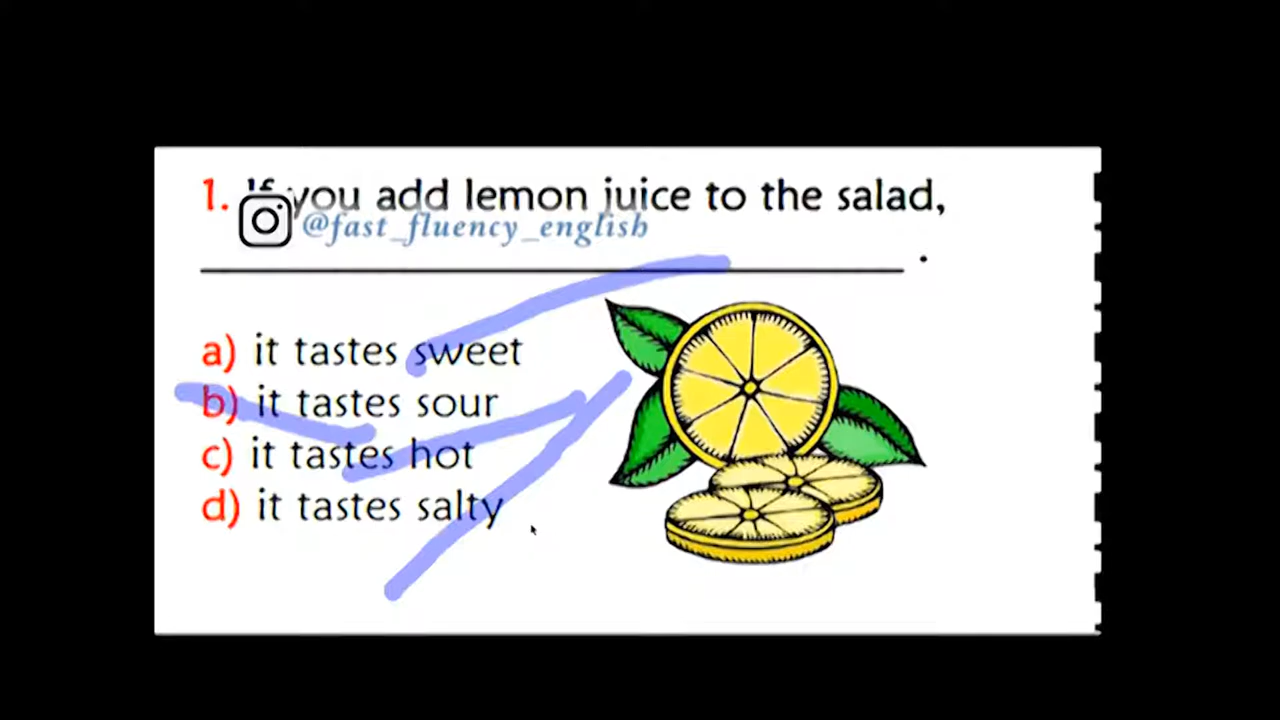 1. If you add lemon juice to the salad,
@fast_fluency_english
.
a) it tastes sweet
b) it tastes sour
c) it tastes hot
d) it tastes salty